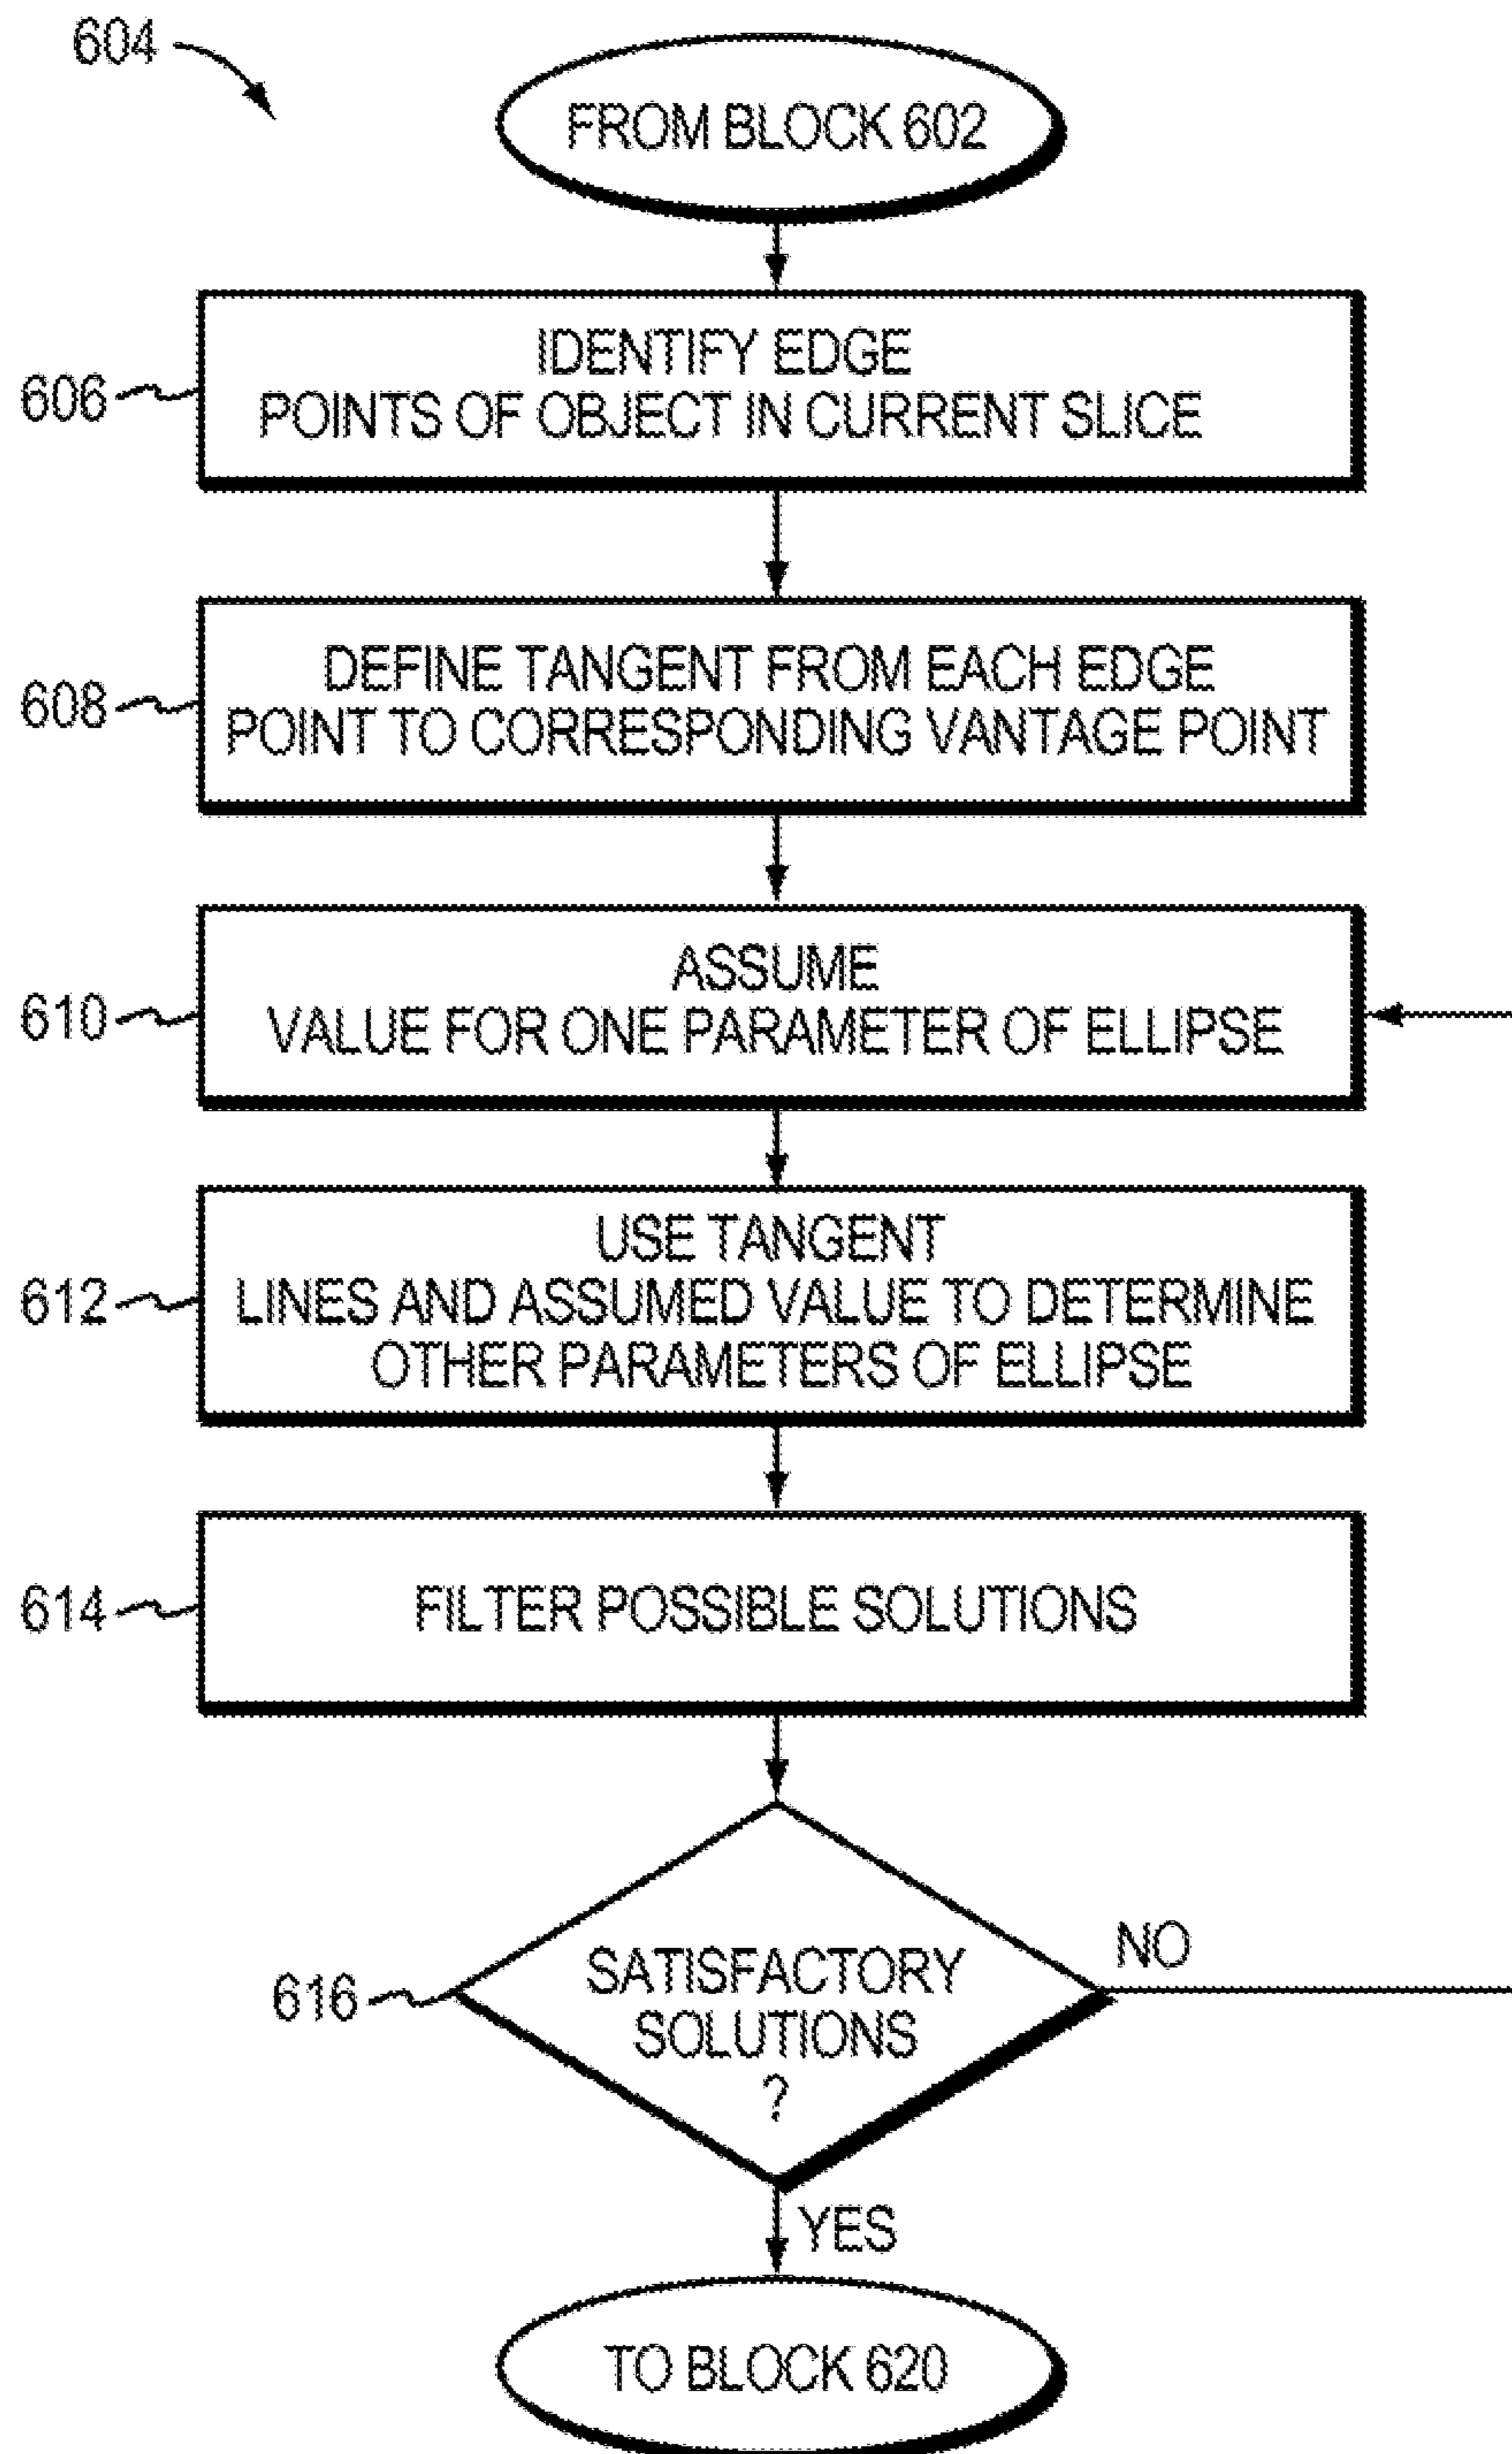 604
FROM BLOCK 602
IDENTIFY EDGE
606
POINTS OF OBJECT IN CURRENT SLICE
DEFINE TANGENT FROM EACH EDGE
608
POINT TO CORRESPONDING VANTAGE POINT
ASSUME
610
VALUE FOR ONE PARAMETER OF ELLIPSE
USE TANGENT
612
LINES AND ASSUMED VALUE TO DETERMINE
OTHER PARAMETERS OF ELLIPSE
614
FILTER POSSIBLE SOLUTIONS
NO
616
SATISFACTORY
SOLUTIONS
?
YES
TO BLOCK 620